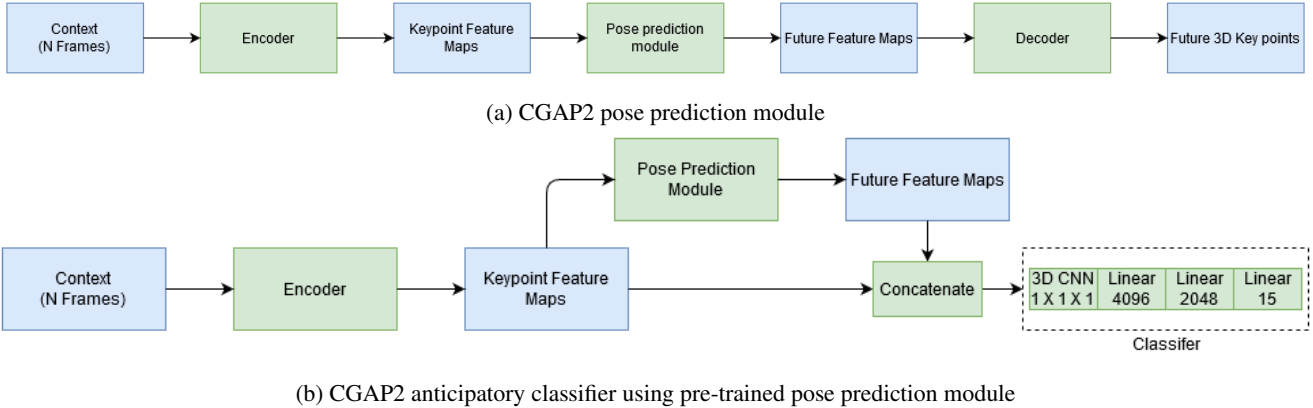 Context
(N Frames)
Encoder
Keypoint Feature
Maps
Pose prediction
module
Future Feature Maps
Decoder
Future 3D Key points
(a) CGAP2 pose prediction module
Pose Prediction
Module
Future Feature Maps
Context
(N Frames)
Encoder
Keypoint Feature
Maps
Concatenate
3D CNN
1 X 1 X 1
Linear
4096
Linear
2048
Linear
15
Classifer
(b) CGAP2 anticipatory classifier using pre-trained pose prediction module